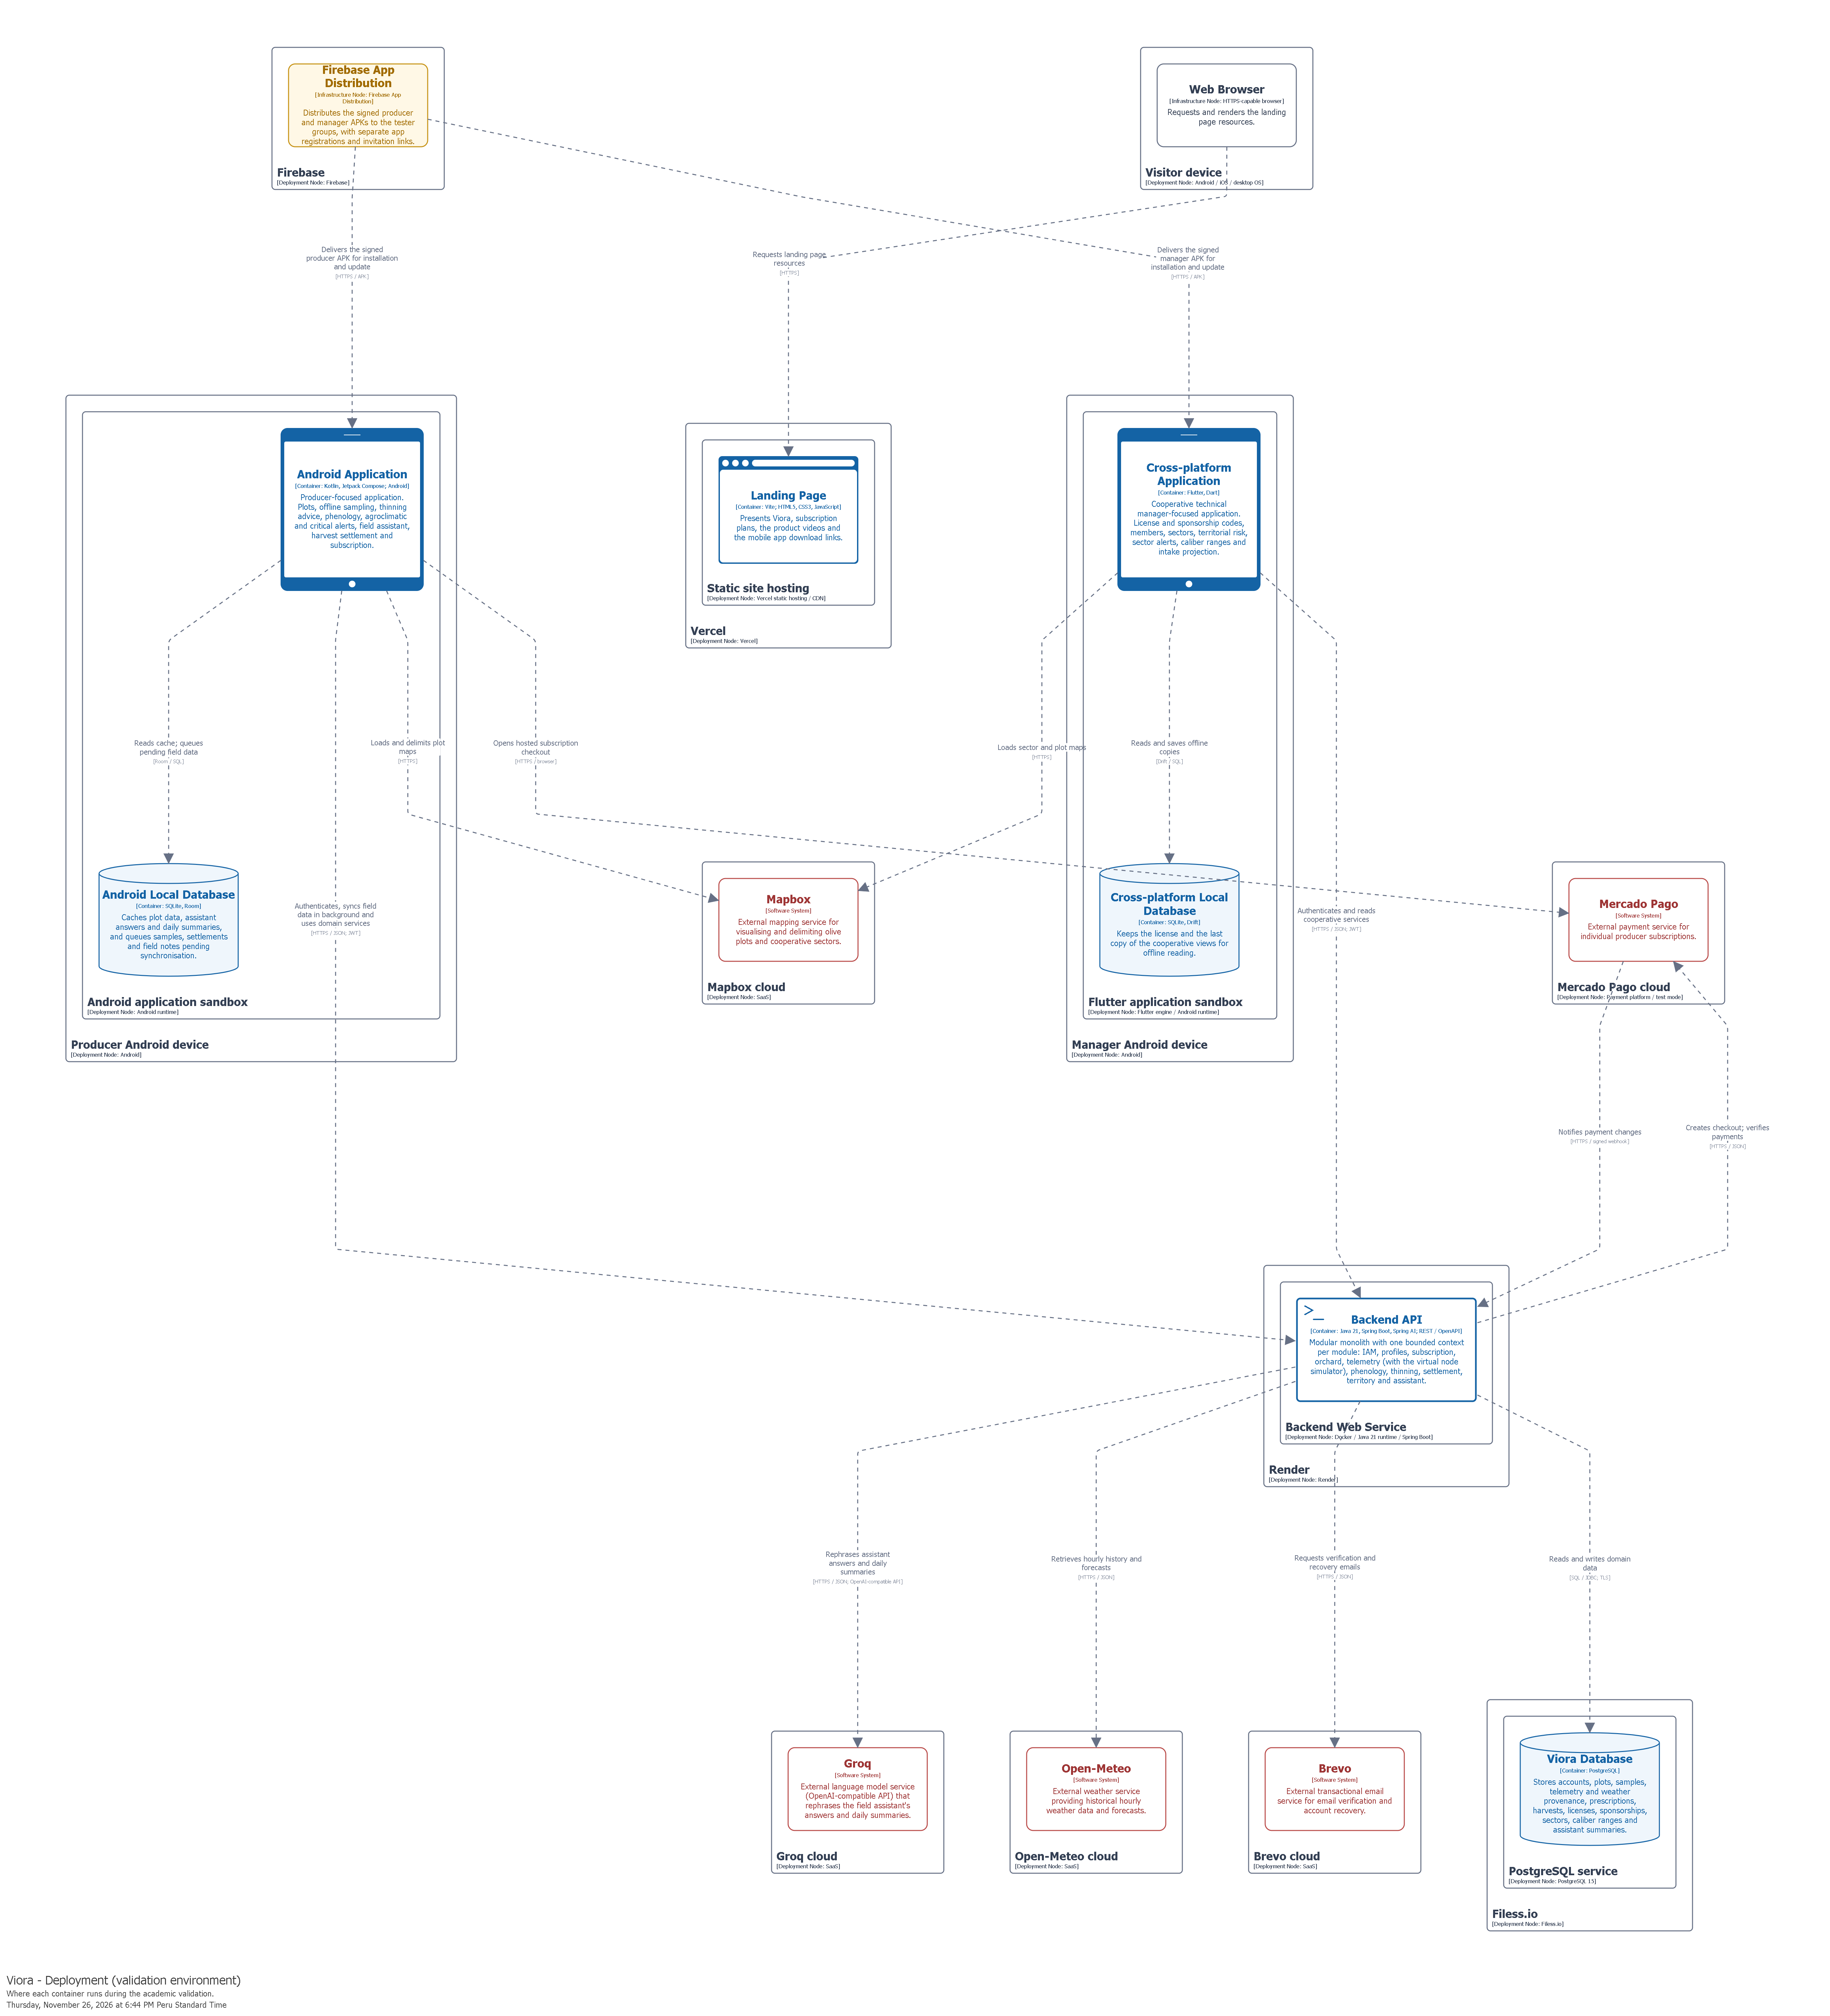 Firebase App
Distribution
[Infrastructure Node: Firebase App
Distribution]
Distributes the signed producer
and manager APKs to the tester
groups, with separate app
registrations and invitation links.
Firebase
[Deployment Node: Firebase]
Web Browser
[Infrastructure Node: HTTPS-capable browser]
Requests and renders the landing
page resources.
Visitor device
[Deployment Node: Android / iOS / desktop OS]
Delivers the signed
producer APK for installation
and update
[HTTPS / APK]
Requests landing page
resources
[HTTPS]
Delivers the signed
manager APK for
installation and update
[HTTPS / APK]
Android Application
[Container: Kotlin, Jetpack Compose; Android]
Producer-focused application.
Plots, offline sampling, thinning
advice, phenology, agroclimatic
and critical alerts, field assistant,
harvest settlement and
subscription.
Landing Page
[Container: Vite; HTML5, CSS3, JavaScript]
Presents Viora, subscription
plans, the product videos and
the mobile app download links.
Static site hosting
[Deployment Node: Vercel static hosting / CDN]
Vercel
[Deployment Node: Vercel]
Cross-platform
Application
[Container: Flutter, Dart]
Cooperative technical
manager-focused application.
License and sponsorship codes,
members, sectors, territorial risk,
sector alerts, caliber ranges and
intake projection.
Reads cache; queues
pending field data
[Room / SQL]
Loads and delimits plot
maps
[HTTPS]
Opens hosted subscription
checkout
[HTTPS / browser]
Loads sector and plot maps
[HTTPS]
Reads and saves offline
copies
[Drift / SQL]
Android Local Database
[Container: SQLite, Room]
Caches plot data, assistant
answers and daily summaries,
and queues samples, settlements
and field notes pending
synchronisation.
Authenticates, syncs field
data in background and
uses domain services
[HTTPS / JSON; JWT]
Android application sandbox
[Deployment Node: Android runtime]
Producer Android device
[Deployment Node: Android]
Mapbox
[Software System]
External mapping service for
visualising and delimiting olive
plots and cooperative sectors.
Mapbox cloud
[Deployment Node: SaaS]
Cross-platform Local
Database
[Container: SQLite, Drift]
Keeps the license and the last
copy of the cooperative views for
offline reading.
Flutter application sandbox
[Deployment Node: Flutter engine / Android runtime]
Manager Android device
[Deployment Node: Android]
Authenticates and reads
cooperative services
[HTTPS / JSON; JWT]
Mercado Pago
[Software System]
External payment service for
individual producer subscriptions.
Mercado Pago cloud
[Deployment Node: Payment platform / test mode]
Notifies payment changes
[HTTPS / signed webhook]
Creates checkout; verifies
payments
[HTTPS / JSON]
Backend API
[Container: Java 21, Spring Boot, Spring AI; REST / OpenAPI]
Modular monolith with one bounded context
per module: IAM, profiles, subscription,
orchard, telemetry (with the virtual node
simulator), phenology, thinning, settlement,
territory and assistant.
Backend Web Service
[Deployment Node: Docker / Java 21 runtime / Spring Boot]
Render
[Deployment Node: Render]
Rephrases assistant
answers and daily
summaries
[HTTPS / JSON; OpenAI-compatible API]
Retrieves hourly history and
forecasts
[HTTPS / JSON]
Requests verification and
recovery emails
[HTTPS / JSON]
Reads and writes domain
data
[SQL / JDBC; TLS]
Groq
[Software System]
External language model service
(OpenAI-compatible API) that
rephrases the field assistant's
answers and daily summaries.
Groq cloud
[Deployment Node: SaaS]
Open-Meteo
[Software System]
External weather service
providing historical hourly
weather data and forecasts.
Open-Meteo cloud
[Deployment Node: SaaS]
Brevo
[Software System]
External transactional email
service for email verification and
account recovery.
Brevo cloud
[Deployment Node: SaaS]
Viora Database
[Container: PostgreSQL]
Stores accounts, plots, samples,
telemetry and weather
provenance, prescriptions,
harvests, licenses, sponsorships,
sectors, caliber ranges and
assistant summaries.
PostgreSQL service
[Deployment Node: PostgreSQL 15]
Filess.io
[Deployment Node: Filess.io]
Viora - Deployment (validation environment)
Where each container runs during the academic validation.
Thursday, November 26, 2026 at 6:44 PM Peru Standard Time